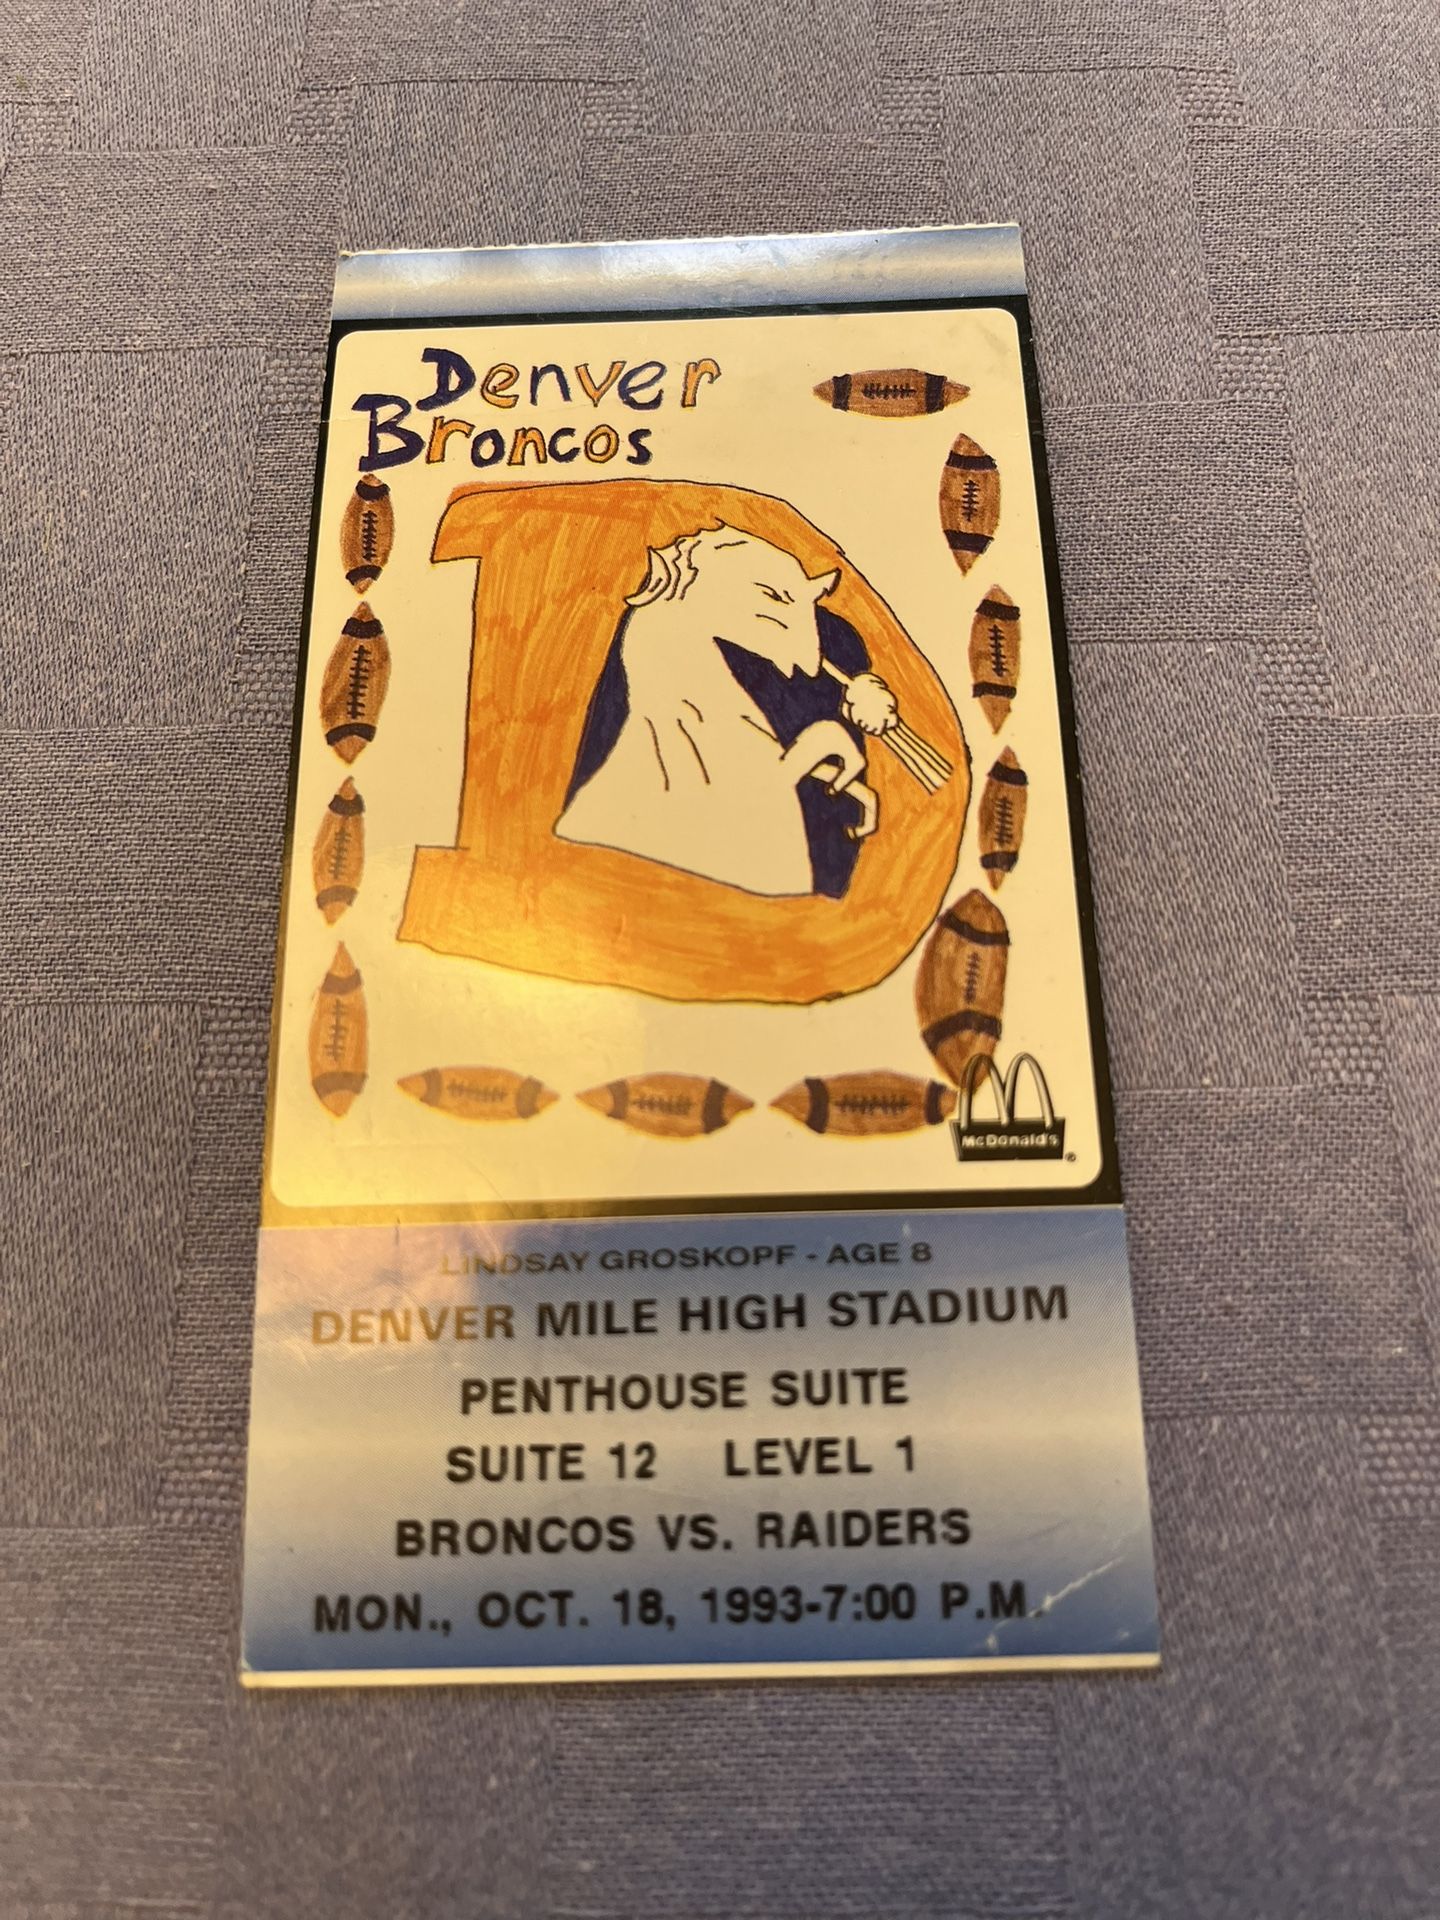 Denver
Broncos
McDonald's
®
LINDSAY GROSKOPF - AGE 8
DENVER MILE HIGH STADIUM
PENTHOUSE SUITE
SUITE 12 LEVEL 1
BRONCOS VS. RAIDERS
MON., OCT. 18, 1993-7:00 P.M.